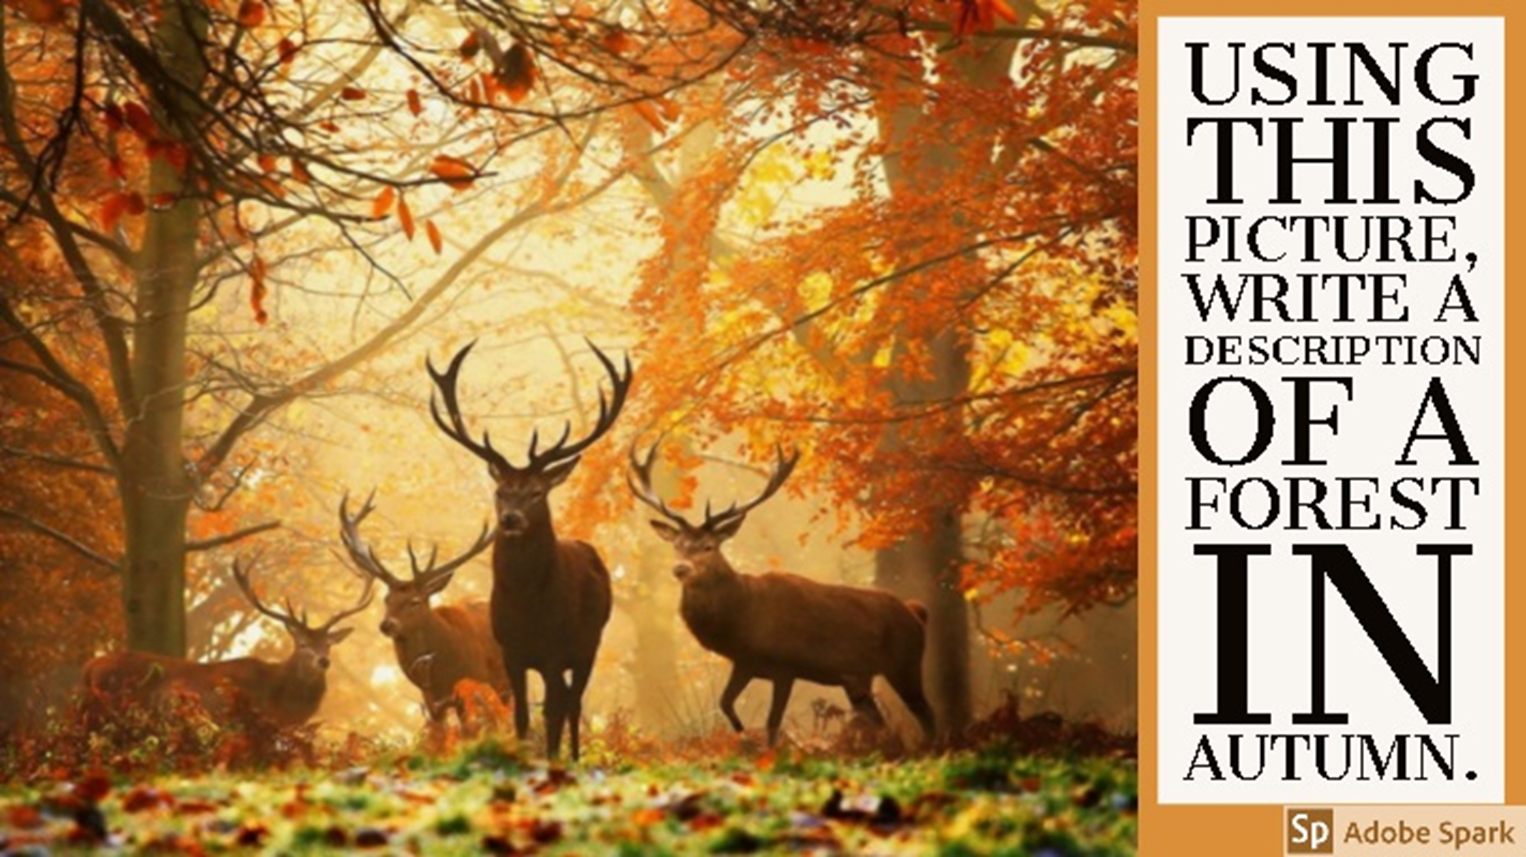 USING
THIS
PICTURE,
WRITE A
DESCRIPTION
OF A
FOREST
IN
AUTUMN.
Sp Adobe Spark